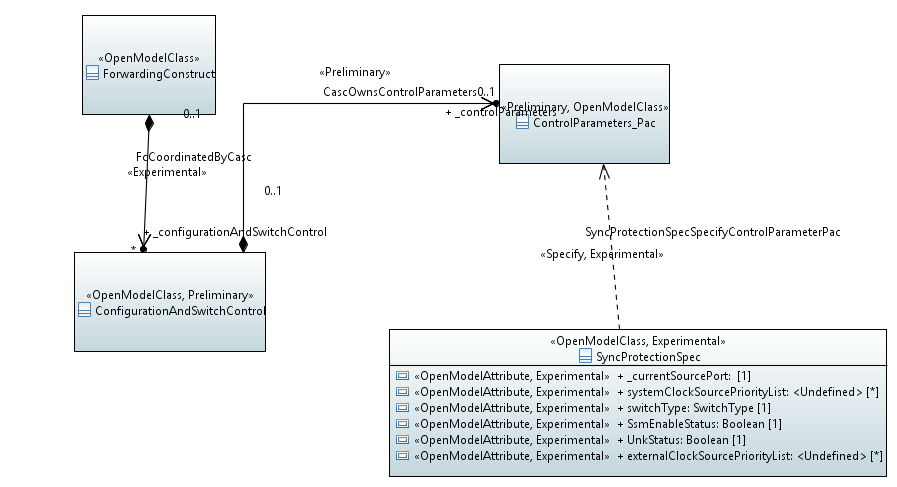 «OpenModelClass»
ForwardingConstruct
0..1
FcCoordinatedByCasc
«Experimental»
+ _configurationAndSwitchControl
*
«OpenModelClass, Preliminary»
ConfigurationAndSwitchControl
0..1
«Preliminary»
CascOwnsControlParameters
0..1
+ _controlParameters
«Preliminary, OpenModelClass»
ControlParameters_Pac
SyncProtectionSpecSpecifyControlParameterPac
«Specify, Experimental»
«OpenModelClass, Experimental»
SyncProtectionSpec
«OpenModelAttribute, Experimental» + _currentSourcePort: [1]
«OpenModelAttribute, Experimental» + systemClockSourcePriorityList: <Undefined> [*]
«OpenModelAttribute, Experimental» + switchType: SwitchType [1]
«OpenModelAttribute, Experimental» + SsmEnableStatus: Boolean [1]
«OpenModelAttribute, Experimental» + UnkStatus: Boolean [1]
«OpenModelAttribute, Experimental» + externalClockSourcePriorityList: <Undefined> [*]